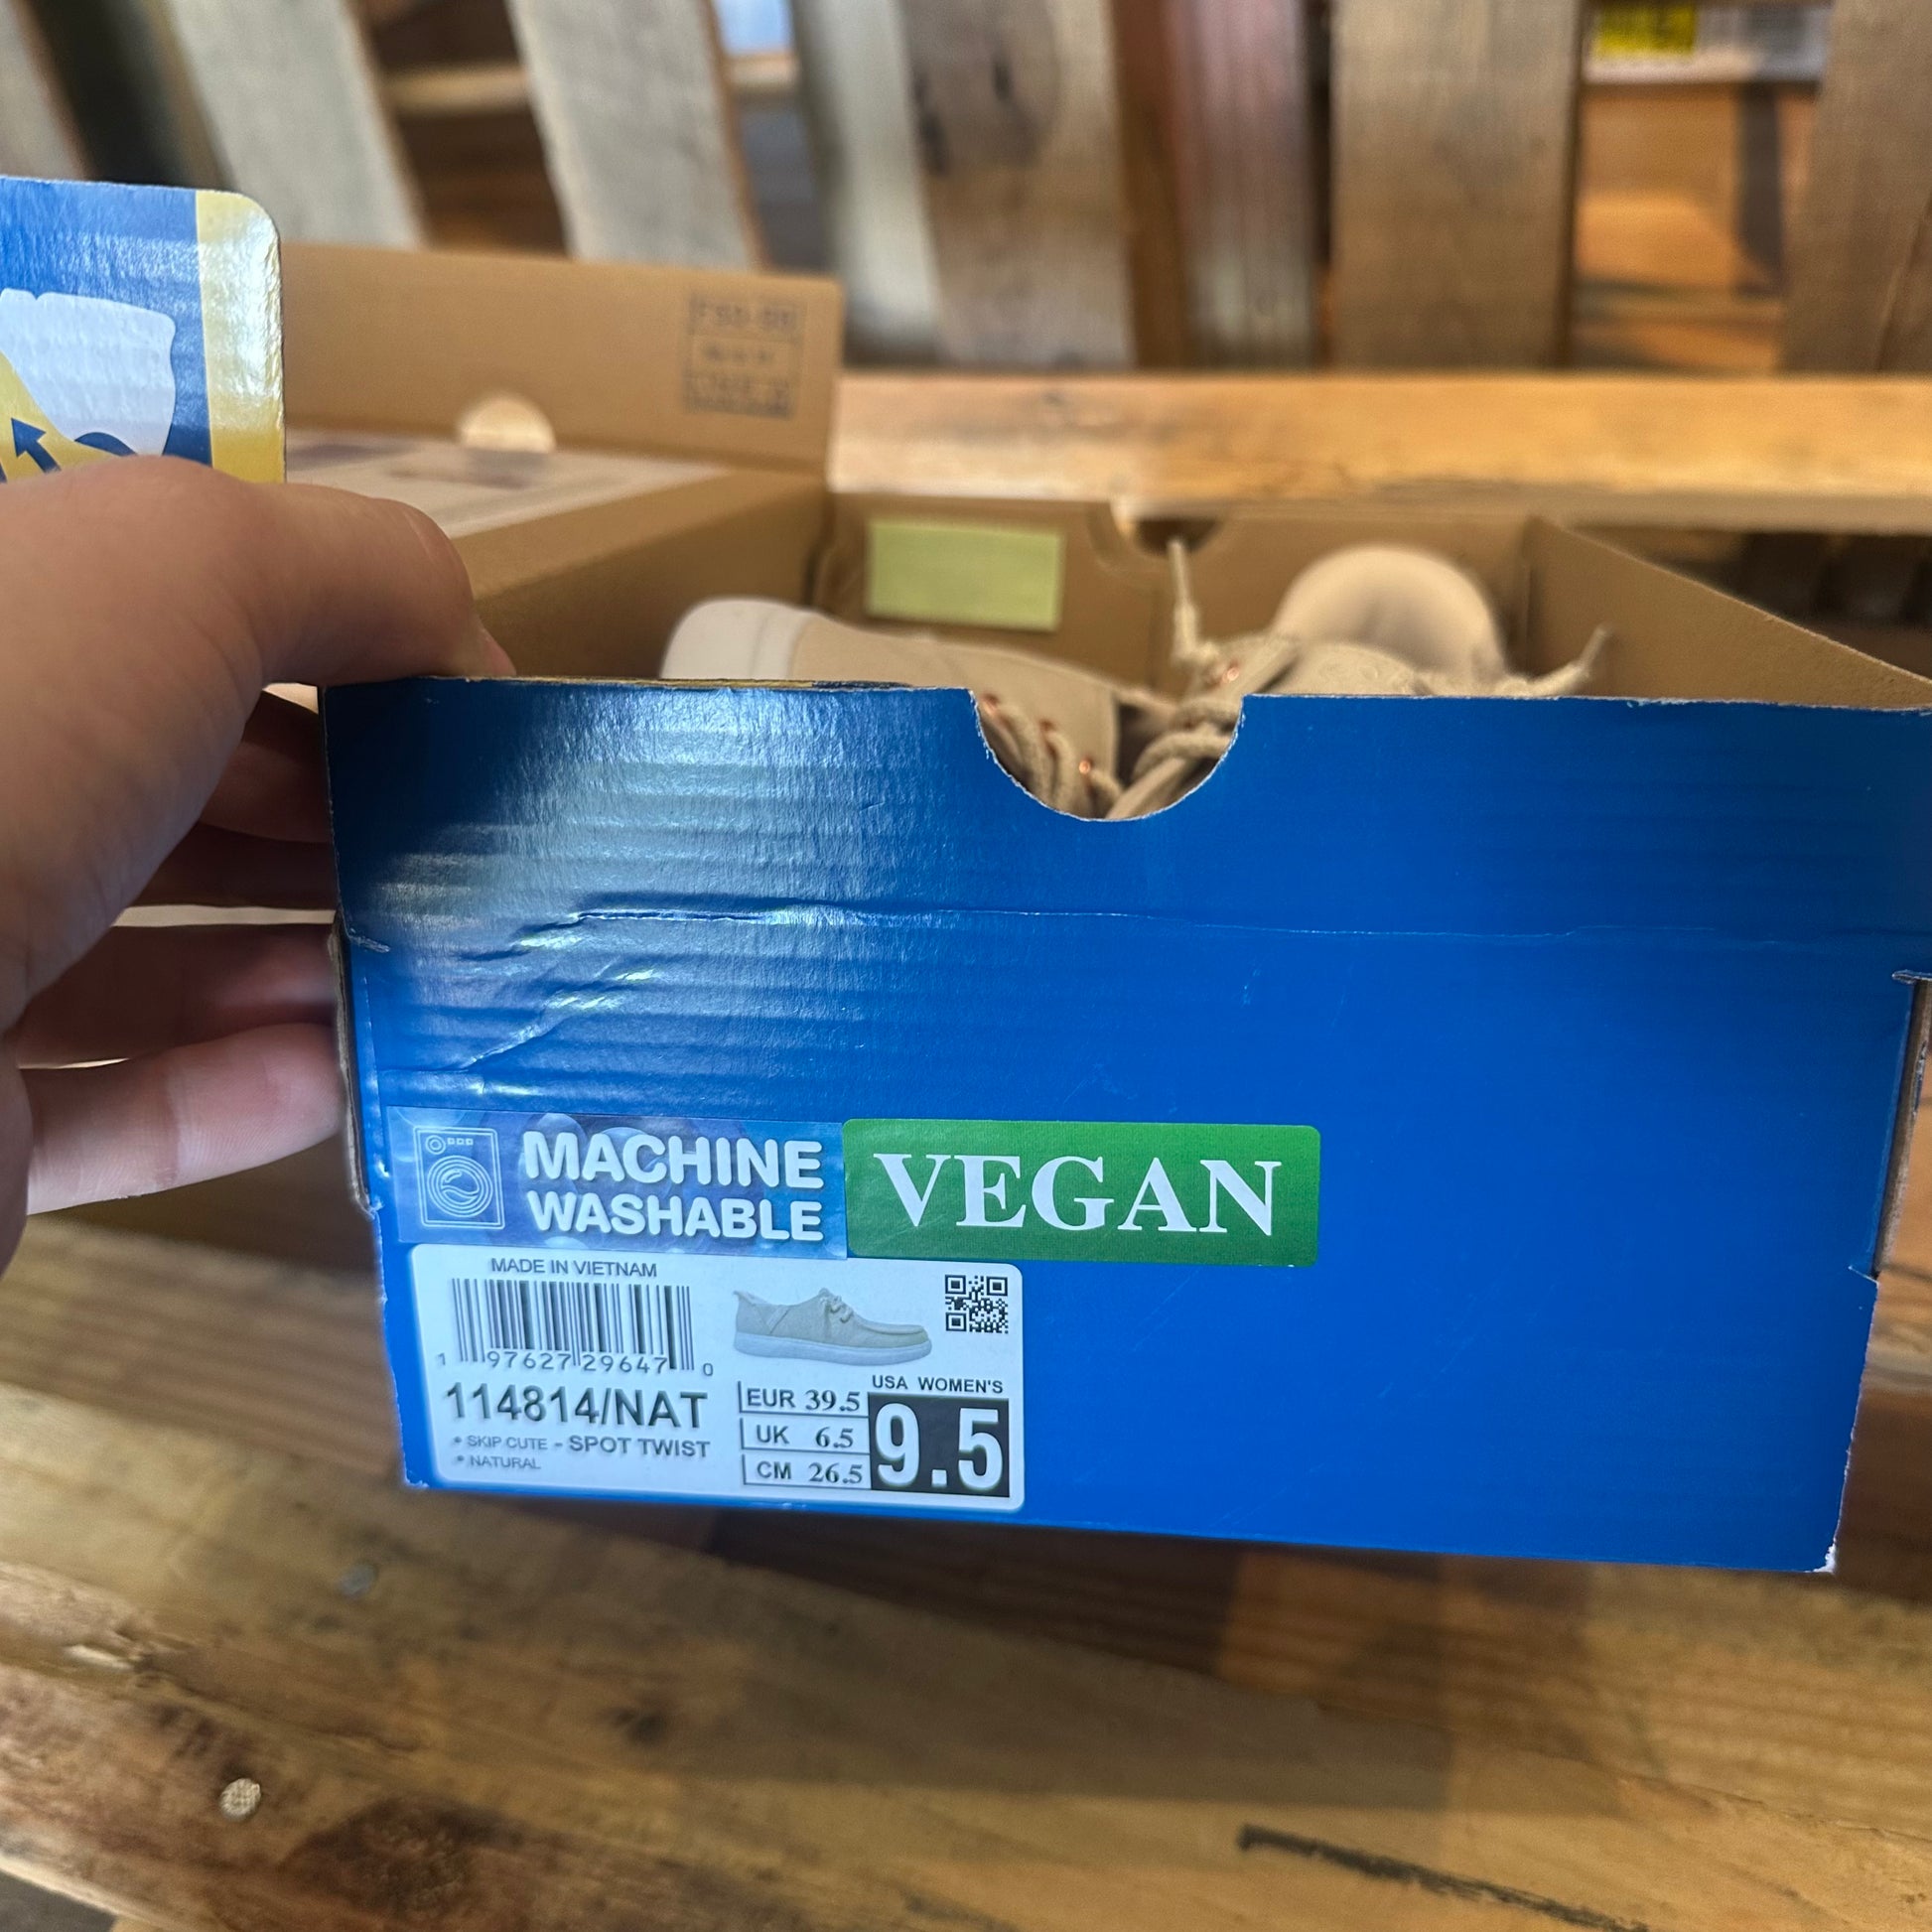 MACHINE
WASHABLE
VEGAN
MADE IN VIETNAM
1 97627 29647 0
114814/NAT
* SKIP CUTE - SPOT TWIST
* NATURAL
EUR 39.5
UK 6.5
CM 26.5
USA WOMEN'S
9.5